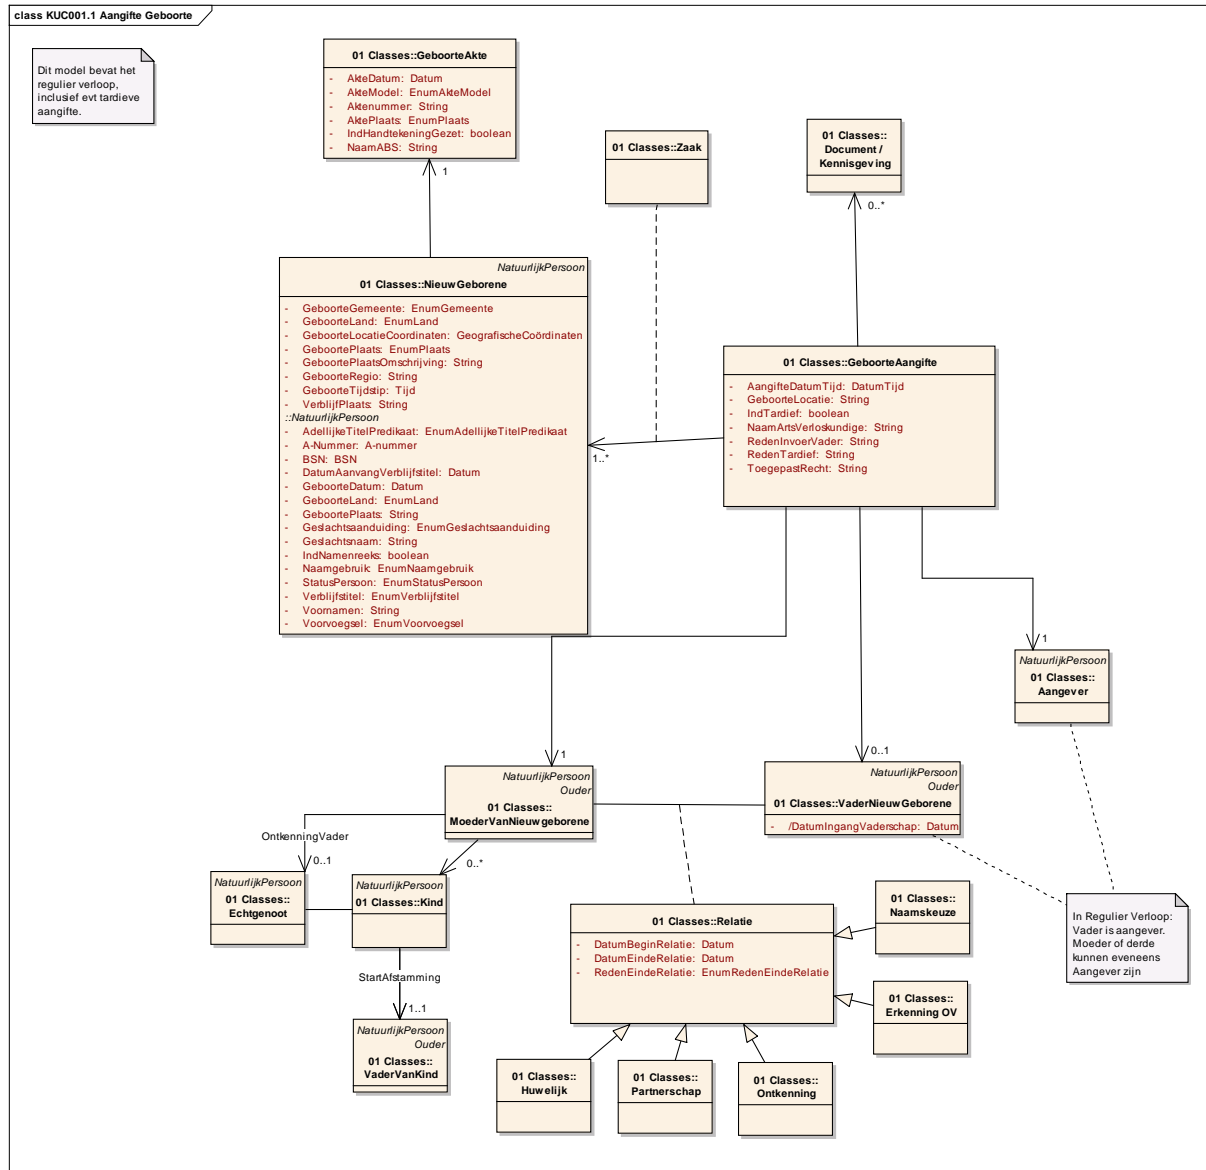 class KUC001.1 Aangifte Geboorte
Dit model bevat het
regulier verloop,
inclusief evt tardieve
aangifte.
01 Classes::GeboorteAkte
- AkteDatum: Datum
- AkteModel: EnumAkteModel
- Aktenummer: String
- AktePlaats: EnumPlaats
- IndHandtekeningGezet: boolean
- NaamABS: String
1
01 Classes::Zaak
01 Classes::
Document /
Kennisgeving
0..*
NatuurlijkPersoon
01 Classes::NieuwGeborene
- GeboorteGemeente: EnumGemeente
- GeboorteLand: EnumLand
- GeboorteLocatieCoordinaten: GeografischeCoördinaten
- GeboortePlaats: EnumPlaats
- GeboortePlaatsOmschrijving: String
- GeboorteRegio: String
- GeboorteTijdstip: Tijd
- VerblijfPlaats: String
::NatuurlijkPersoon
- AdellijkeTitelPredikaat: EnumAdellijkeTitelPredikaat
- A-Nummer: A-nummer
- BSN: BSN
- DatumAanvangVerblijfstitel: Datum
- GeboorteDatum: Datum
- GeboorteLand: EnumLand
- GeboortePlaats: String
- Geslachtsaanduiding: EnumGeslachtsaanduiding
- Geslachtsnaam: String
- IndNamenreeks: boolean
- Naamgebruik: EnumNaamgebruik
- StatusPersoon: EnumStatusPersoon
- Verblijfstitel: EnumVerblijfstitel
- Voornamen: String
- Voorvoegsel: EnumVoorvoegsel
1..*
01 Classes::GeboorteAangifte
- AangifteDatumTijd: DatumTijd
- GeboorteLocatie: String
- IndTardief: boolean
- NaamArtsVerloskundige: String
- RedenInvoerVader: String
- RedenTardief: String
- ToegepastRecht: String
1
NatuurlijkPersoon
01 Classes::
Aangever
1
NatuurlijkPersoon
Ouder
01 Classes::
MoederVanNieuwgeborene
0..1
NatuurlijkPersoon
Ouder
01 Classes::VaderNieuwGeborene
- /DatumIngangVaderschap: Datum
OntkenningVader
0..1
0..*
NatuurlijkPersoon
01 Classes::
Echtgenoot
NatuurlijkPersoon
01 Classes::Kind
StartAfstamming
1..1
NatuurlijkPersoon
Ouder
01 Classes::
VaderVanKind
01 Classes::Relatie
- DatumBeginRelatie: Datum
- DatumEindeRelatie: Datum
- RedenEindeRelatie: EnumRedenEindeRelatie
01 Classes::
Naamskeuze
In Regulier Verloop:
Vader is aangever.
Moeder of derde
kunnen eveneens
Aangever zijn
01 Classes::
Erkenning OV
01 Classes::
Huwelijk
01 Classes::
Partnerschap
01 Classes::
Ontkenning